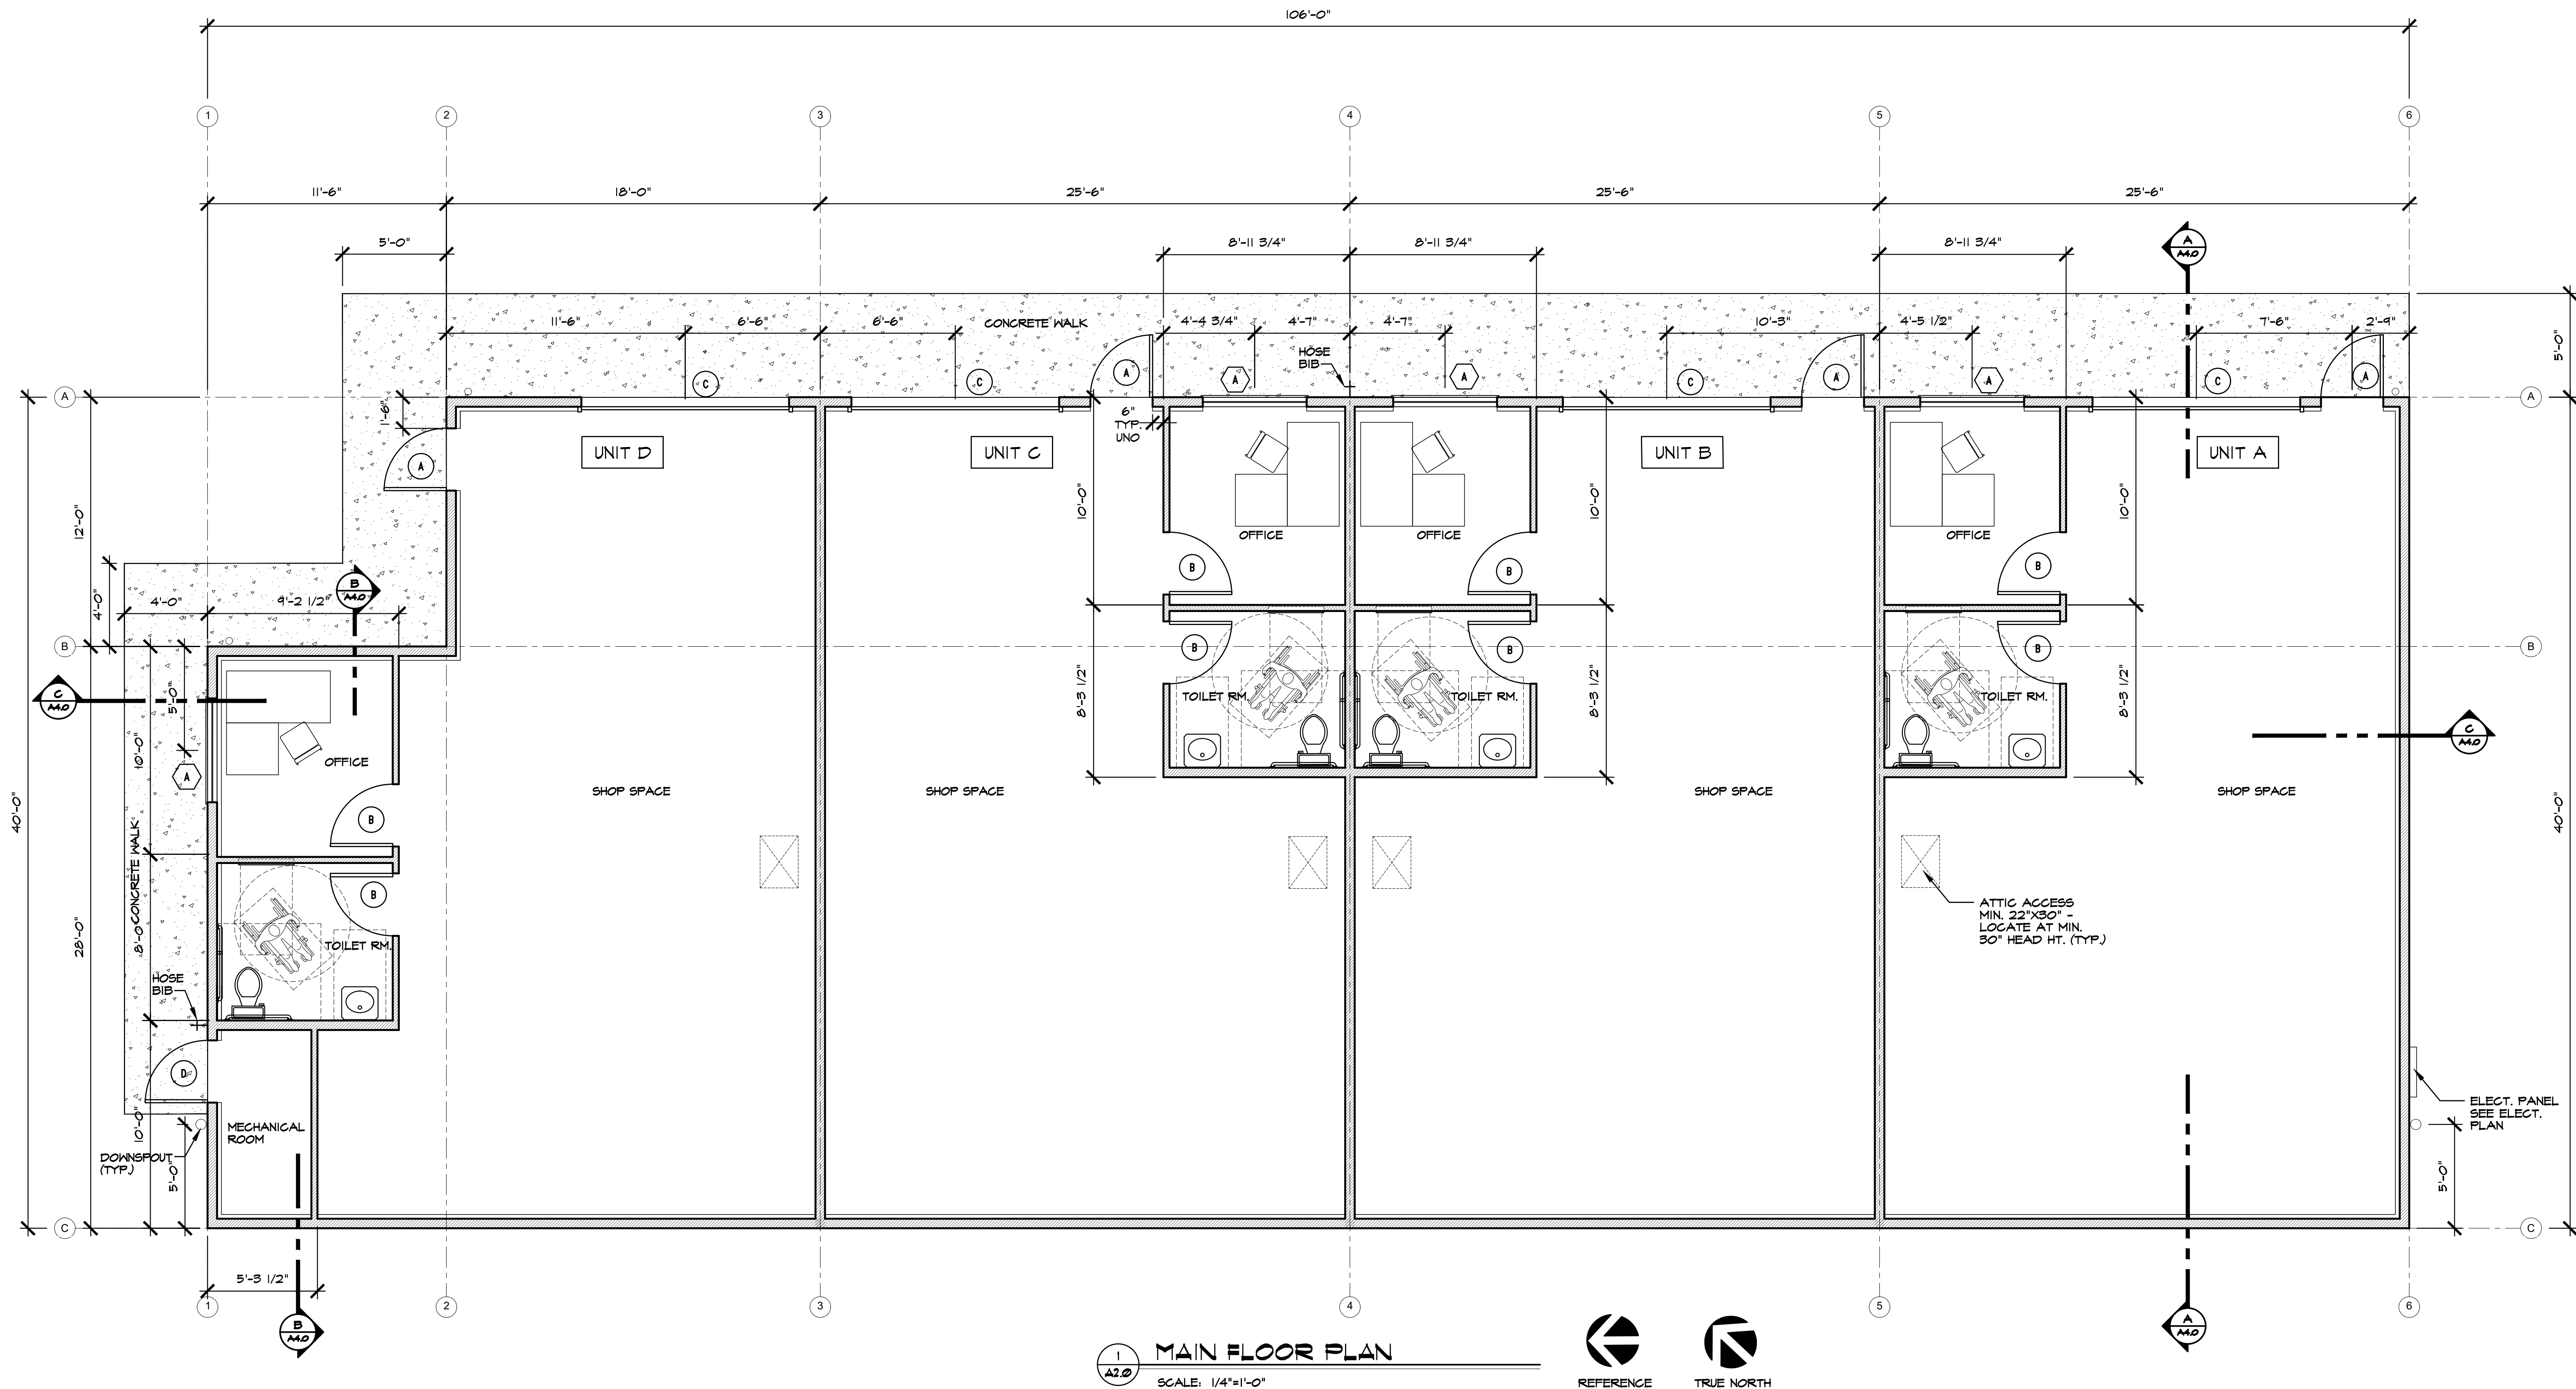 106'-0"
1
2
3
4
5
6
11'-6"
18'-0"
25'-6"
25'-6"
25'-6"
5'-0"
8'-11 3/4"
8'-11 3/4"
8'-11 3/4"
A
A4.0
11'-6"
6'-6"
6'-6"
CONCRETE WALK
4'-4 3/4"
4'-7"
4'-7"
10'-3"
4'-5 1/2"
7'-6"
2'-9"
5'-0"
HOSE
BIB
C
C
A
A
A
C
A
A
C
A
A
A
1'-6"
6"
TYP.
UNO
UNIT D
UNIT C
UNIT B
UNIT A
A
12'-0"
10'-0"
10'-0"
10'-0"
OFFICE
OFFICE
OFFICE
B
B
B
B
A4.0
4'-0"
4'-0"
9'-2 1/2"
B
B
B
B
B
5'-0"
C
A4.0
8'-3 1/2"
8'-3 1/2"
8'-3 1/2"
TOILET RM.
TOILET RM.
TOILET RM.
C
A4.0
10'-0"
A
OFFICE
SHOP SPACE
SHOP SPACE
SHOP SPACE
SHOP SPACE
40'-0"
40'-0"
B
CONCRETE WALK
B
28'-0"
8'-0"
TOILET RM.
ATTIC ACCESS
MIN. 22"X30" -
LOCATE AT MIN.
30" HEAD HT. (TYP.)
HOSE
BIB
D
10'-0"
MECHANICAL
ROOM
DOWNSPOUT
(TYP.)
5'-0"
ELECT. PANEL
SEE ELECT.
PLAN
5'-0"
C
C
5'-3 1/2"
1
2
3
4
5
6
B
A4.0
A
A4.0
1
A2.0
MAIN FLOOR PLAN
SCALE: 1/4"=1'-0"
REFERENCE
TRUE NORTH